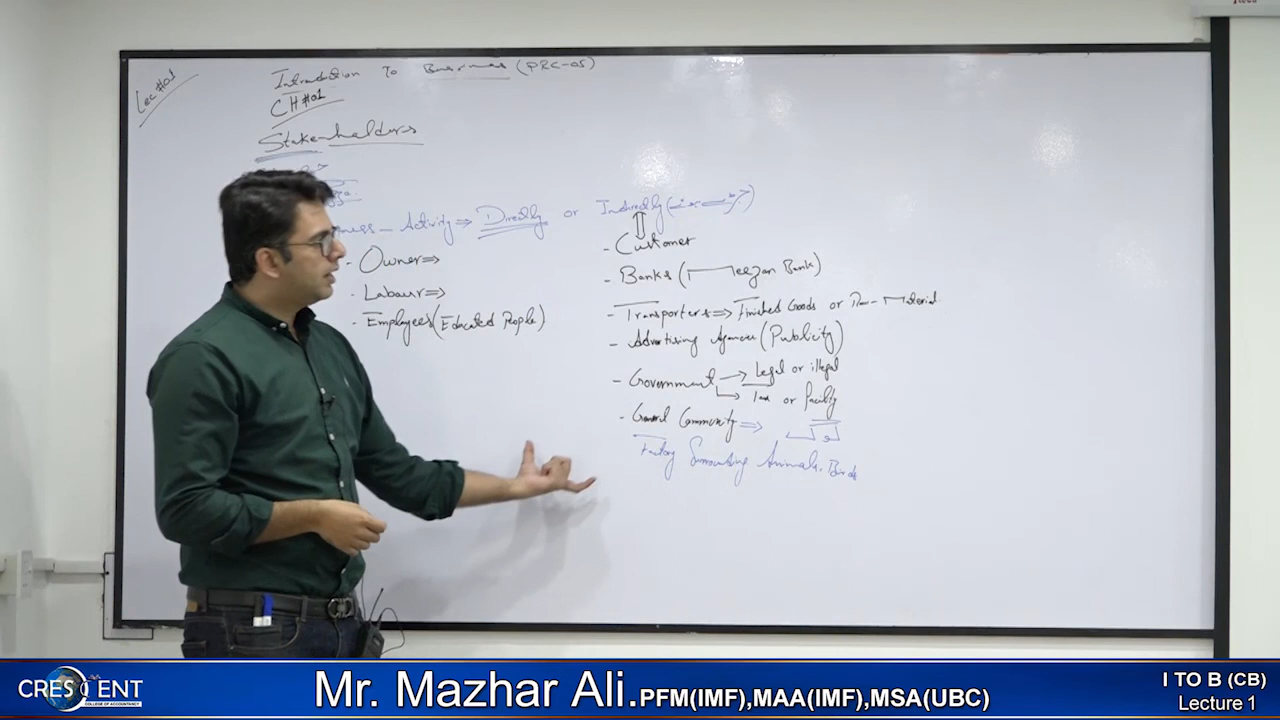 Lec #01
Introduction To Business (PRC-05)
CH #01
Stakeholders
Activity ⇒ Directly or Indirectly
- Owner ⇒
- Labour ⇒
- Employees (Educated People)
- Customer
- Banks (Meezan Bank)
- Transporters ⇒ Finished Goods or Raw-Material
- Advertising Agencies (Publicity)
- Government → Legal or illegal
→ Tax or facility
- General Community ⇒
Factory Surrounding Animals, Birds
CRESCENT
COLLEGE OF ACCOUNTANCY
Mr. Mazhar Ali. PFM(IMF),MAA(IMF),MSA(UBC)
I TO B (CB)
Lecture 1